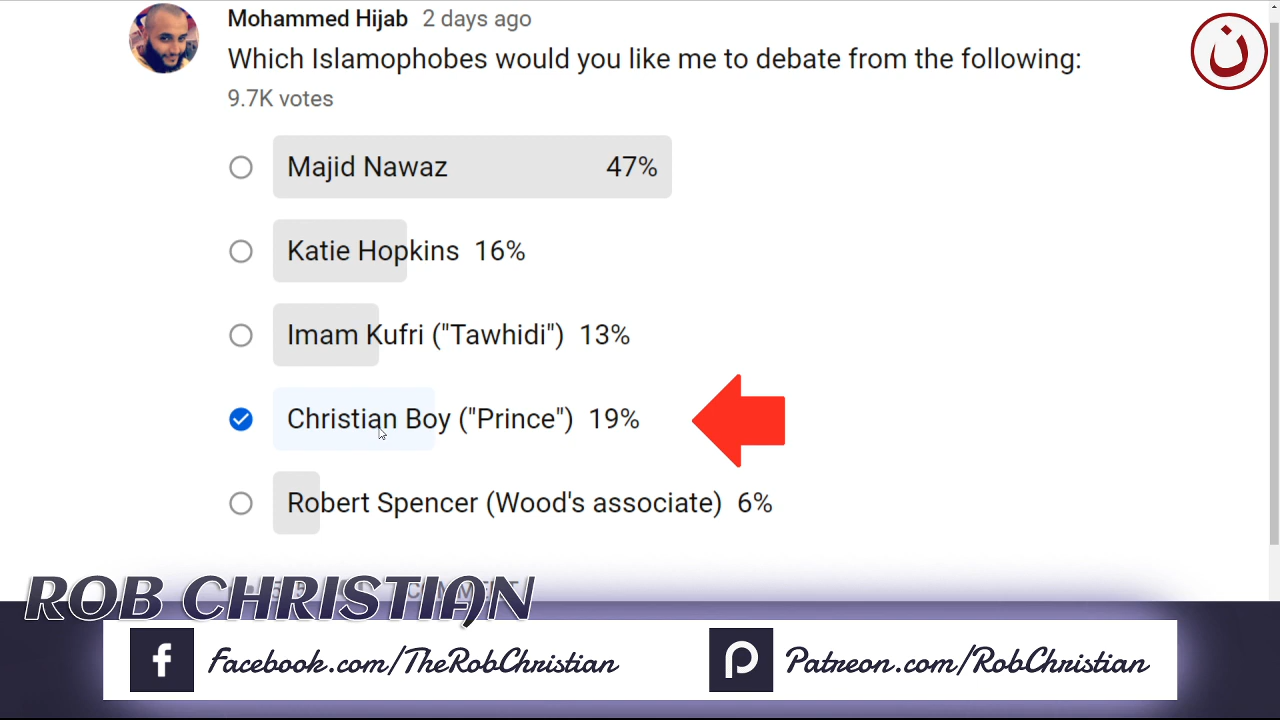 Mohammed Hijab 2 days ago
Which Islamophobes would you like me to debate from the following:
9.7K votes
Majid Nawaz 47%
Katie Hopkins 16%
Imam Kufri ("Tawhidi") 13%
Christian Boy ("Prince") 19%
Robert Spencer (Wood's associate) 6%
ROB CHRISTIAN
Facebook.com/TheRobChristian
Patreon.com/RobChristian
ن